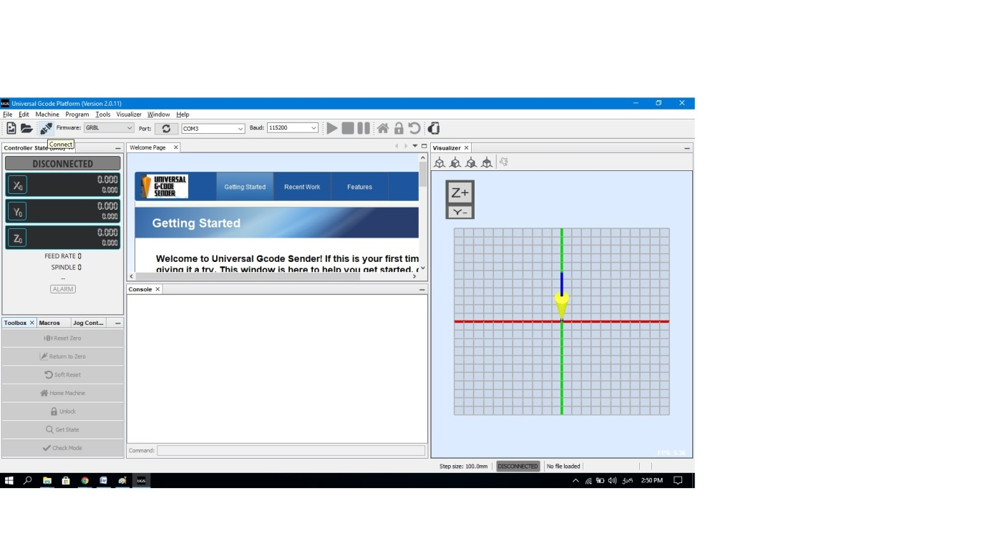 UGS Universal Gcode Platform (Version 2.0.11)
File Edit Machine Program Tools Visualizer Window Help
Firmware: GRBL Port: COM3 Baud: 115200
Connect
Controller State (DRO)
DISCONNECTED
X0 0.000
0.000
Y0 0.000
0.000
Z0 0.000
0.000
FEED RATE 0
SPINDLE 0
--
ALARM
Toolbox Macros Jog Cont...
Reset Zero
Return to Zero
Soft Reset
Home Machine
Unlock
Get State
Check Mode
Welcome Page
UNIVERSAL
G-CODE
SENDER
Getting Started Recent Work Features
Getting Started
Welcome to Universal Gcode Sender! If this is your first tim
giving it a try. This window is here to help you get started,
Console
Command:
Visualizer
Z+
Y-
FPS: 5.36
Step size: 100.0mm DISCONNECTED No file loaded
UGS
ქარ 2:50 PM